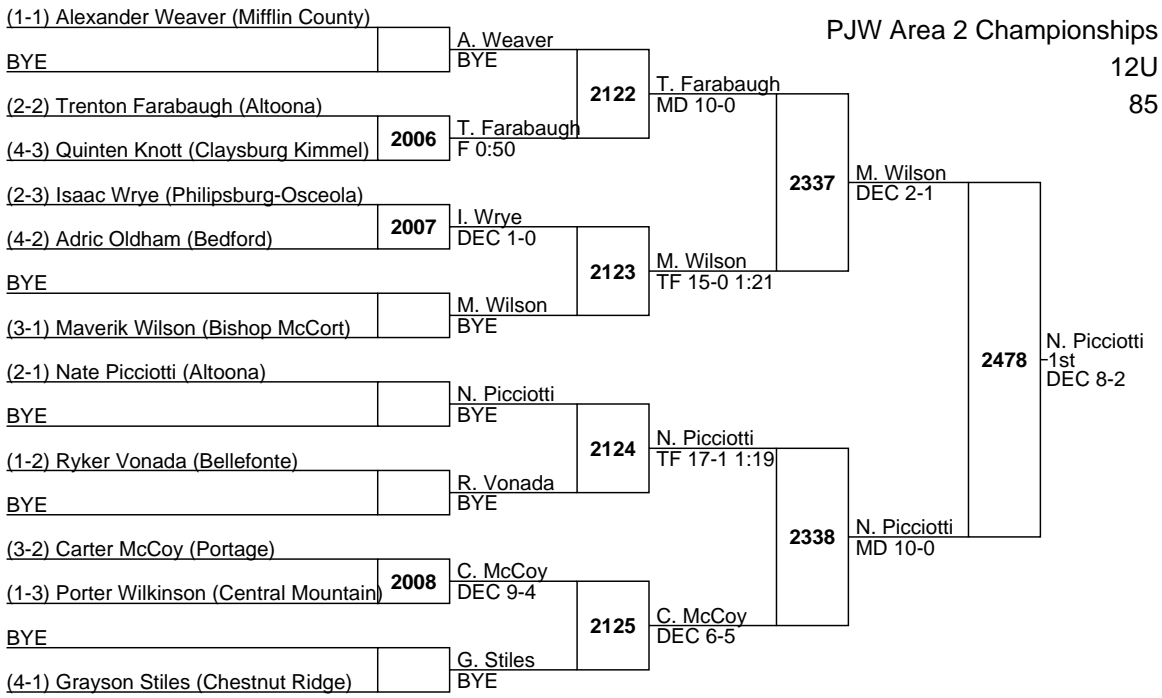 PJW Area 2 Championships
12U
85
(1-1) Alexander Weaver (Mifflin County)
BYE
(2-2) Trenton Farabaugh (Altoona)
(4-3) Quinten Knott (Claysburg Kimmel)
(2-3) Isaac Wrye (Philipsburg-Osceola)
(4-2) Adric Oldham (Bedford)
BYE
(3-1) Maverik Wilson (Bishop McCort)
(2-1) Nate Picciotti (Altoona)
BYE
(1-2) Ryker Vonada (Bellefonte)
BYE
(3-2) Carter McCoy (Portage)
(1-3) Porter Wilkinson (Central Mountain)
BYE
(4-1) Grayson Stiles (Chestnut Ridge)
2006
2007
2008
A. Weaver
BYE
T. Farabaugh
F 0:50
I. Wrye
DEC 1-0
M. Wilson
BYE
N. Picciotti
BYE
R. Vonada
BYE
C. McCoy
DEC 9-4
G. Stiles
BYE
2122
2123
2124
2125
T. Farabaugh
MD 10-0
M. Wilson
TF 15-0 1:21
N. Picciotti
TF 17-1 1:19
C. McCoy
DEC 6-5
2337
2338
M. Wilson
DEC 2-1
N. Picciotti
MD 10-0
2478
N. Picciotti
1st
DEC 8-2